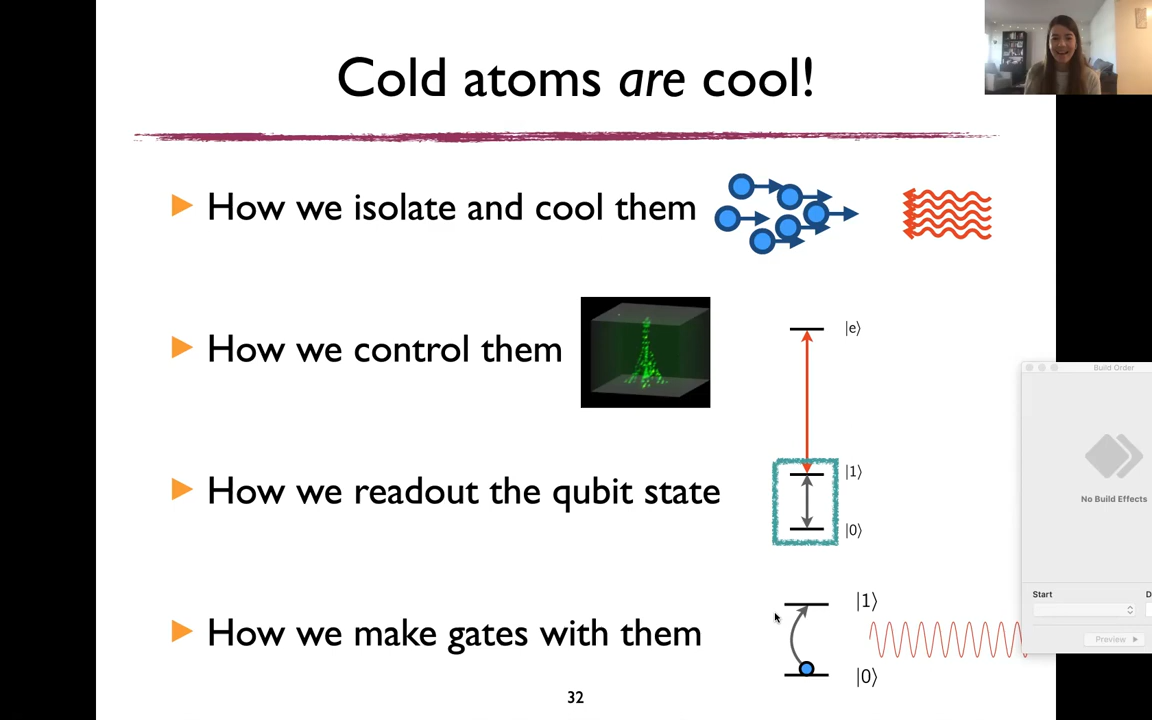 Cold atoms are cool!
How we isolate and cool them
How we control them
|e⟩
Build Order
No Build Effects
How we readout the qubit state
|1⟩
|0⟩
Start
D
How we make gates with them
|1⟩
|0⟩
Preview
32